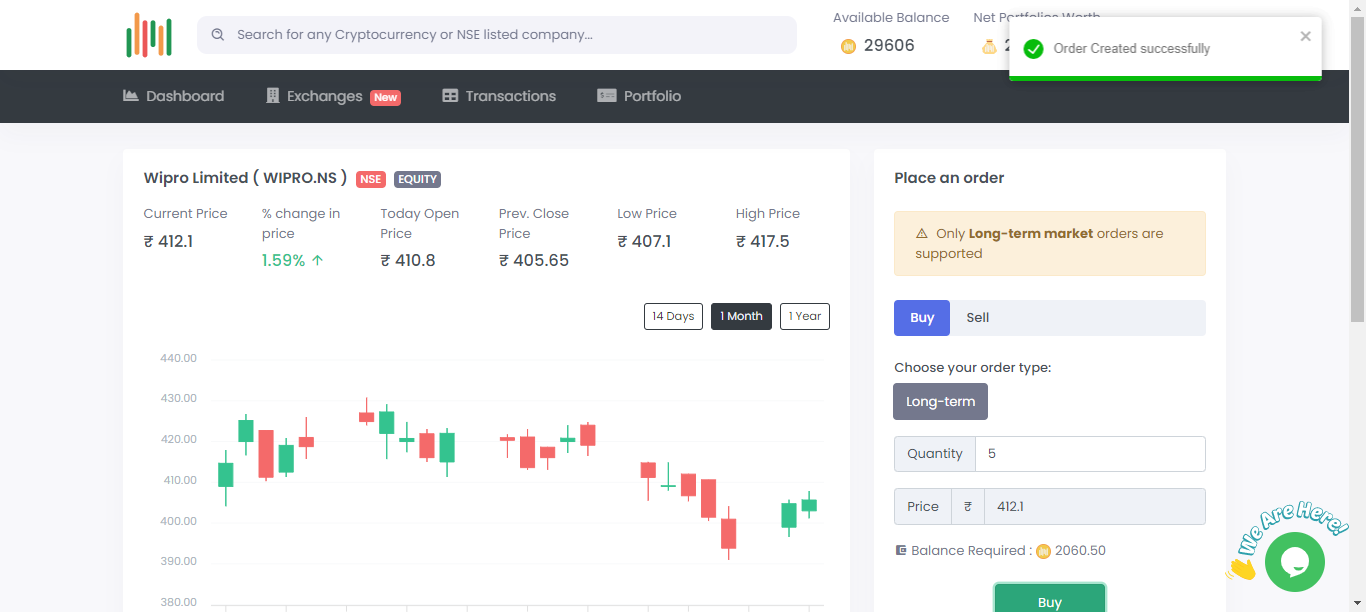 Available Balance Net Portfolios Worth
Search for any Cryptocurrency or NSE listed company...
29606
Order Created successfully
Dashboard Exchanges New Transactions Portfolio
Wipro Limited ( WIPRO.NS ) NSE EQUITY
Current Price
₹ 412.1
% change in
price
1.59% ↑
Today Open
Price
₹ 410.8
Prev. Close
Price
₹ 405.65
Low Price
₹ 407.1
High Price
₹ 417.5
14 Days 1 Month 1 Year
440.00
430.00
420.00
410.00
400.00
390.00
380.00
Place an order
Only Long-term market orders are
supported
Buy Sell
Choose your order type:
Long-term
Quantity 5
Price ₹ 412.1
Balance Required : 2060.50
Buy
We Are Here!